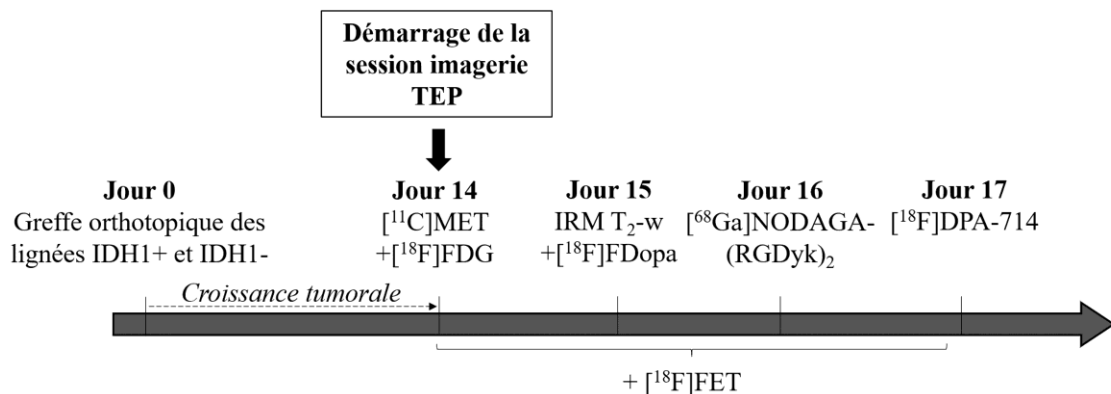 Démarrage de la
session imagerie
TEP
Jour 0
Greffe orthotopique des
lignées IDH1+ et IDH1-
Jour 14
[¹¹C]MET
+[¹⁸F]FDG
Jour 15
IRM T₂-w
+[¹⁸F]FDopa
Jour 16
[⁶⁸Ga]NODAGA-
(RGDyk)₂
Jour 17
[¹⁸F]DPA-714
Croissance tumorale
+ [¹⁸F]FET